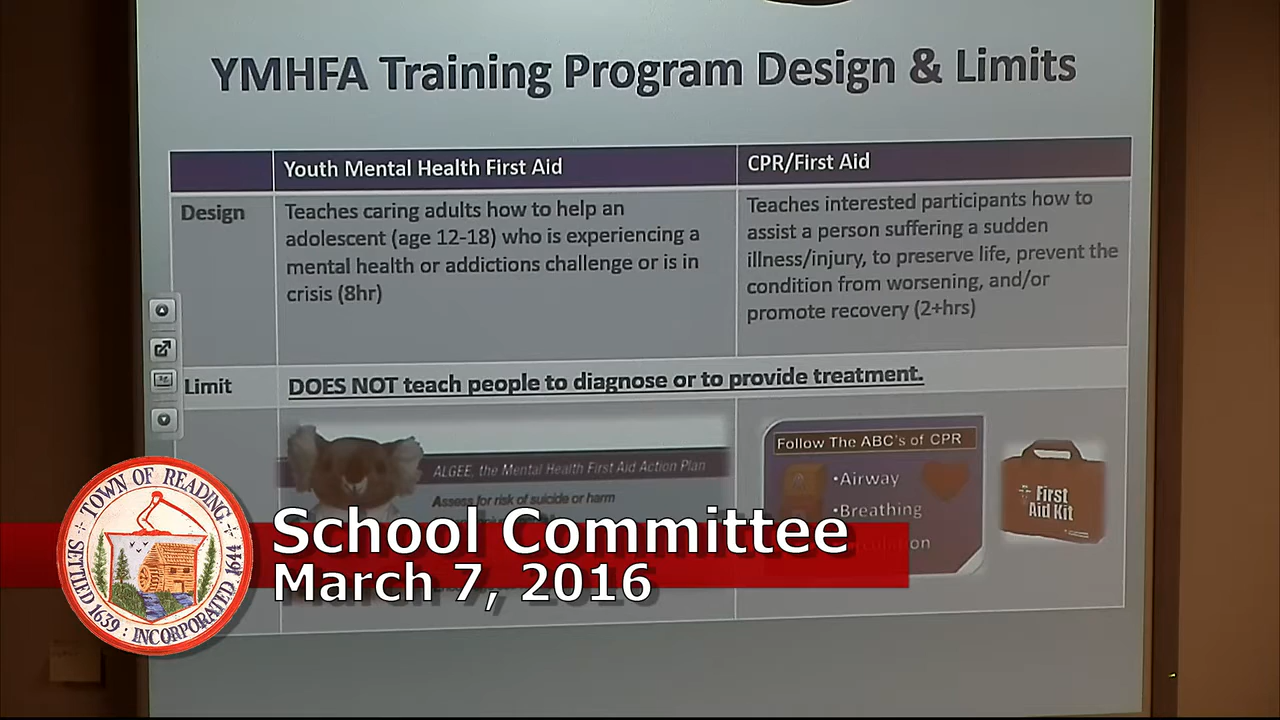 YMHFA Training Program Design & Limits
Youth Mental Health First Aid
CPR/First Aid
Design
Teaches caring adults how to help an
adolescent (age 12-18) who is experiencing a
mental health or addictions challenge or is in
crisis (8hr)
Teaches interested participants how to
assist a person suffering a sudden
illness/injury, to preserve life, prevent the
condition from worsening, and/or
promote recovery (2+hrs)
Limit
DOES NOT teach people to diagnose or to provide treatment.
ALGEE, the Mental Health First Aid Action Plan
Assess for risk of suicide or harm
Follow The ABC's of CPR
•Airway
•Breathing
First
Aid Kit
TOWN OF READING
SETTLED 1639 : INCORPORATED 1644
School Committee
March 7, 2016